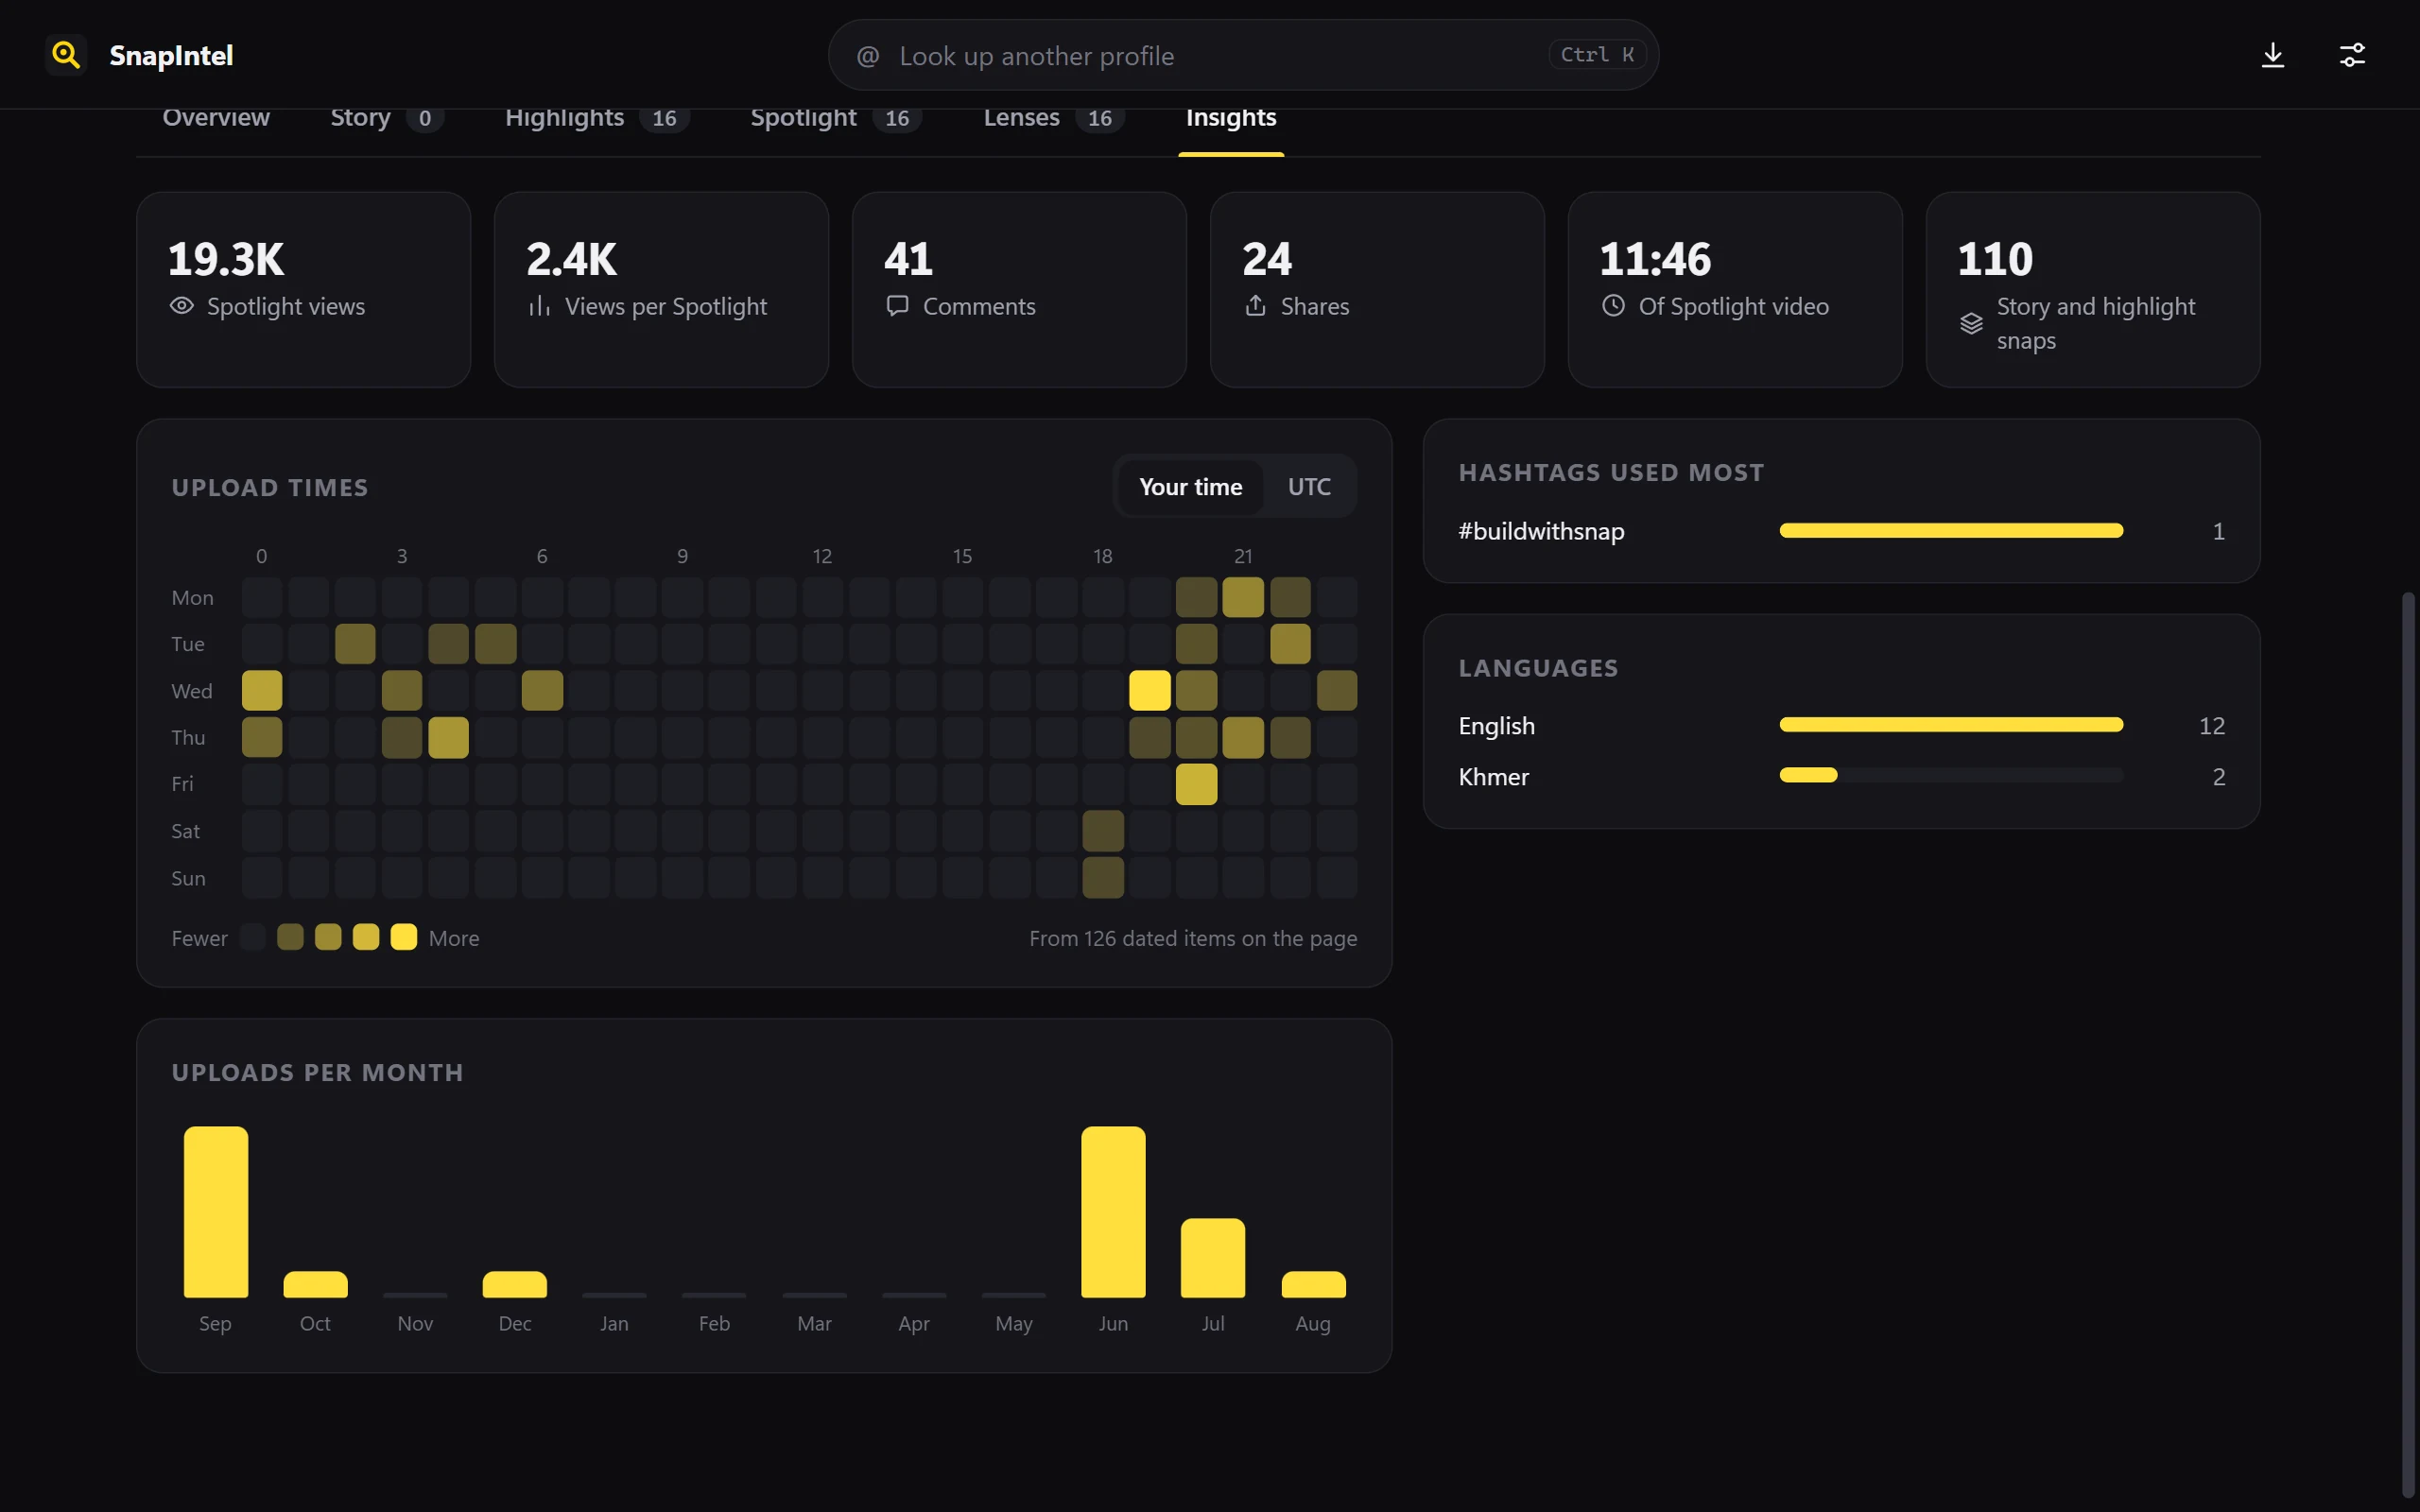 SnapIntel
@ Look up another profile Ctrl K
Overview Story 0 Highlights 16 Spotlight 16 Lenses 16 Insights
19.3K
Spotlight views
2.4K
Views per Spotlight
41
Comments
24
Shares
11:46
Of Spotlight video
110
Story and highlight
snaps
UPLOAD TIMES
Your time UTC
0 3 6 9 12 15 18 21
Mon
Tue
Wed
Thu
Fri
Sat
Sun
Fewer More
From 126 dated items on the page
HASHTAGS USED MOST
#buildwithsnap 1
LANGUAGES
English 12
Khmer 2
UPLOADS PER MONTH
Sep Oct Nov Dec Jan Feb Mar Apr May Jun Jul Aug